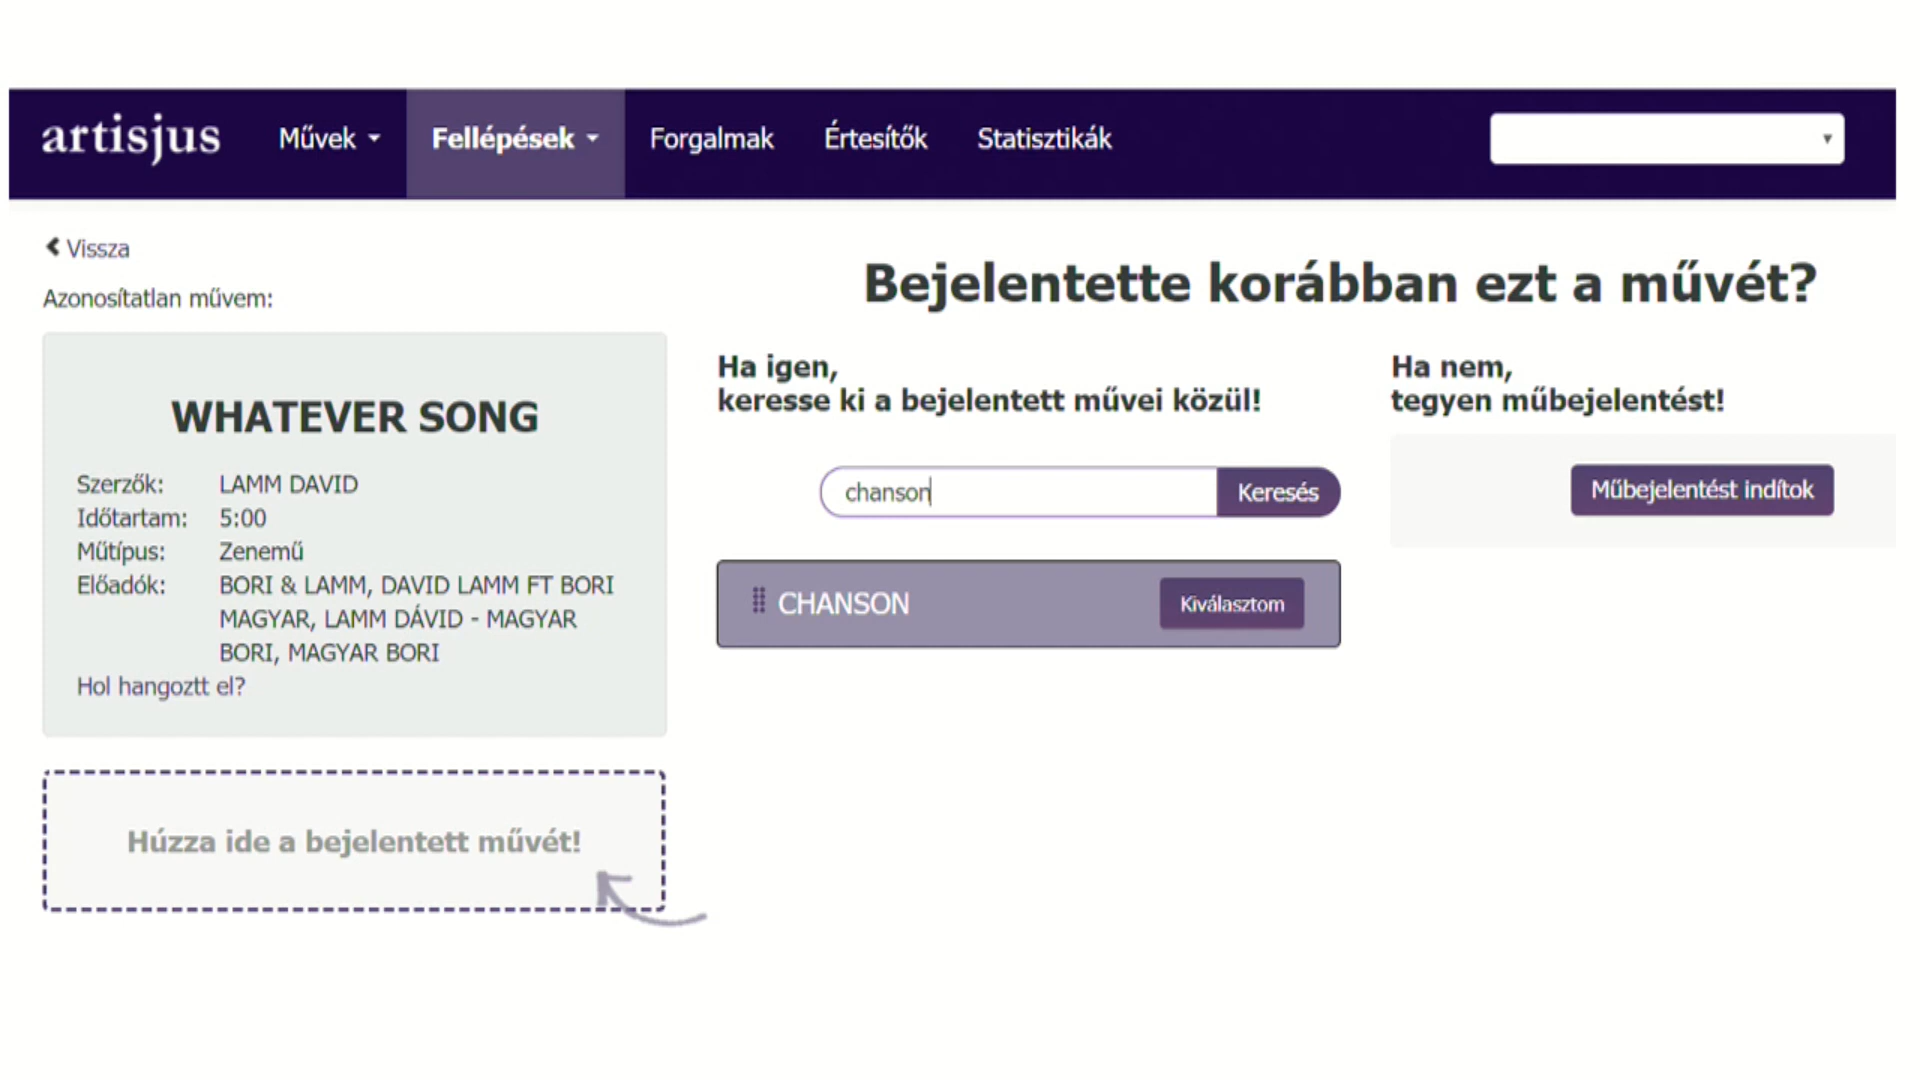 artisjus
Művek
Fellépések
Forgalmak
Értesítők
Statisztikák
Vissza
Azonosítatlan művem:
WHATEVER SONG
Szerzők: LAMM DAVID
Időtartam: 5:00
Műtípus: Zenemű
Előadók: BORI & LAMM, DAVID LAMM FT BORI
MAGYAR, LAMM DÁVID - MAGYAR
BORI, MAGYAR BORI
Hol hangoztt el?
Húzza ide a bejelentett művét!
Bejelentette korábban ezt a művét?
Ha igen,
keresse ki a bejelentettművei közül!
chanson
Keresés
CHANSON
Kiválasztom
Ha nem,
tegyen műbejelentést!
Műbejelentést indítok